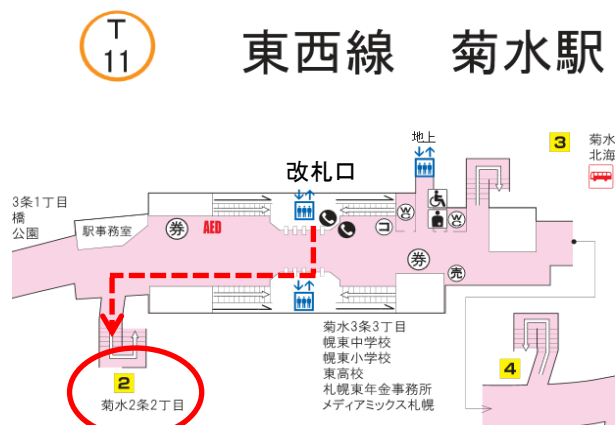 T
11
東西線 菊水駅
地上
3
菊水
北海
改札口
3条1丁目
橋
公園
駅事務室
券
AED
コ
WC
WC
券
売
菊水3条3丁目
幌東中学校
幌東小学校
東高校
札幌東年金事務所
メディアミックス札幌
4
2
菊水2条2丁目